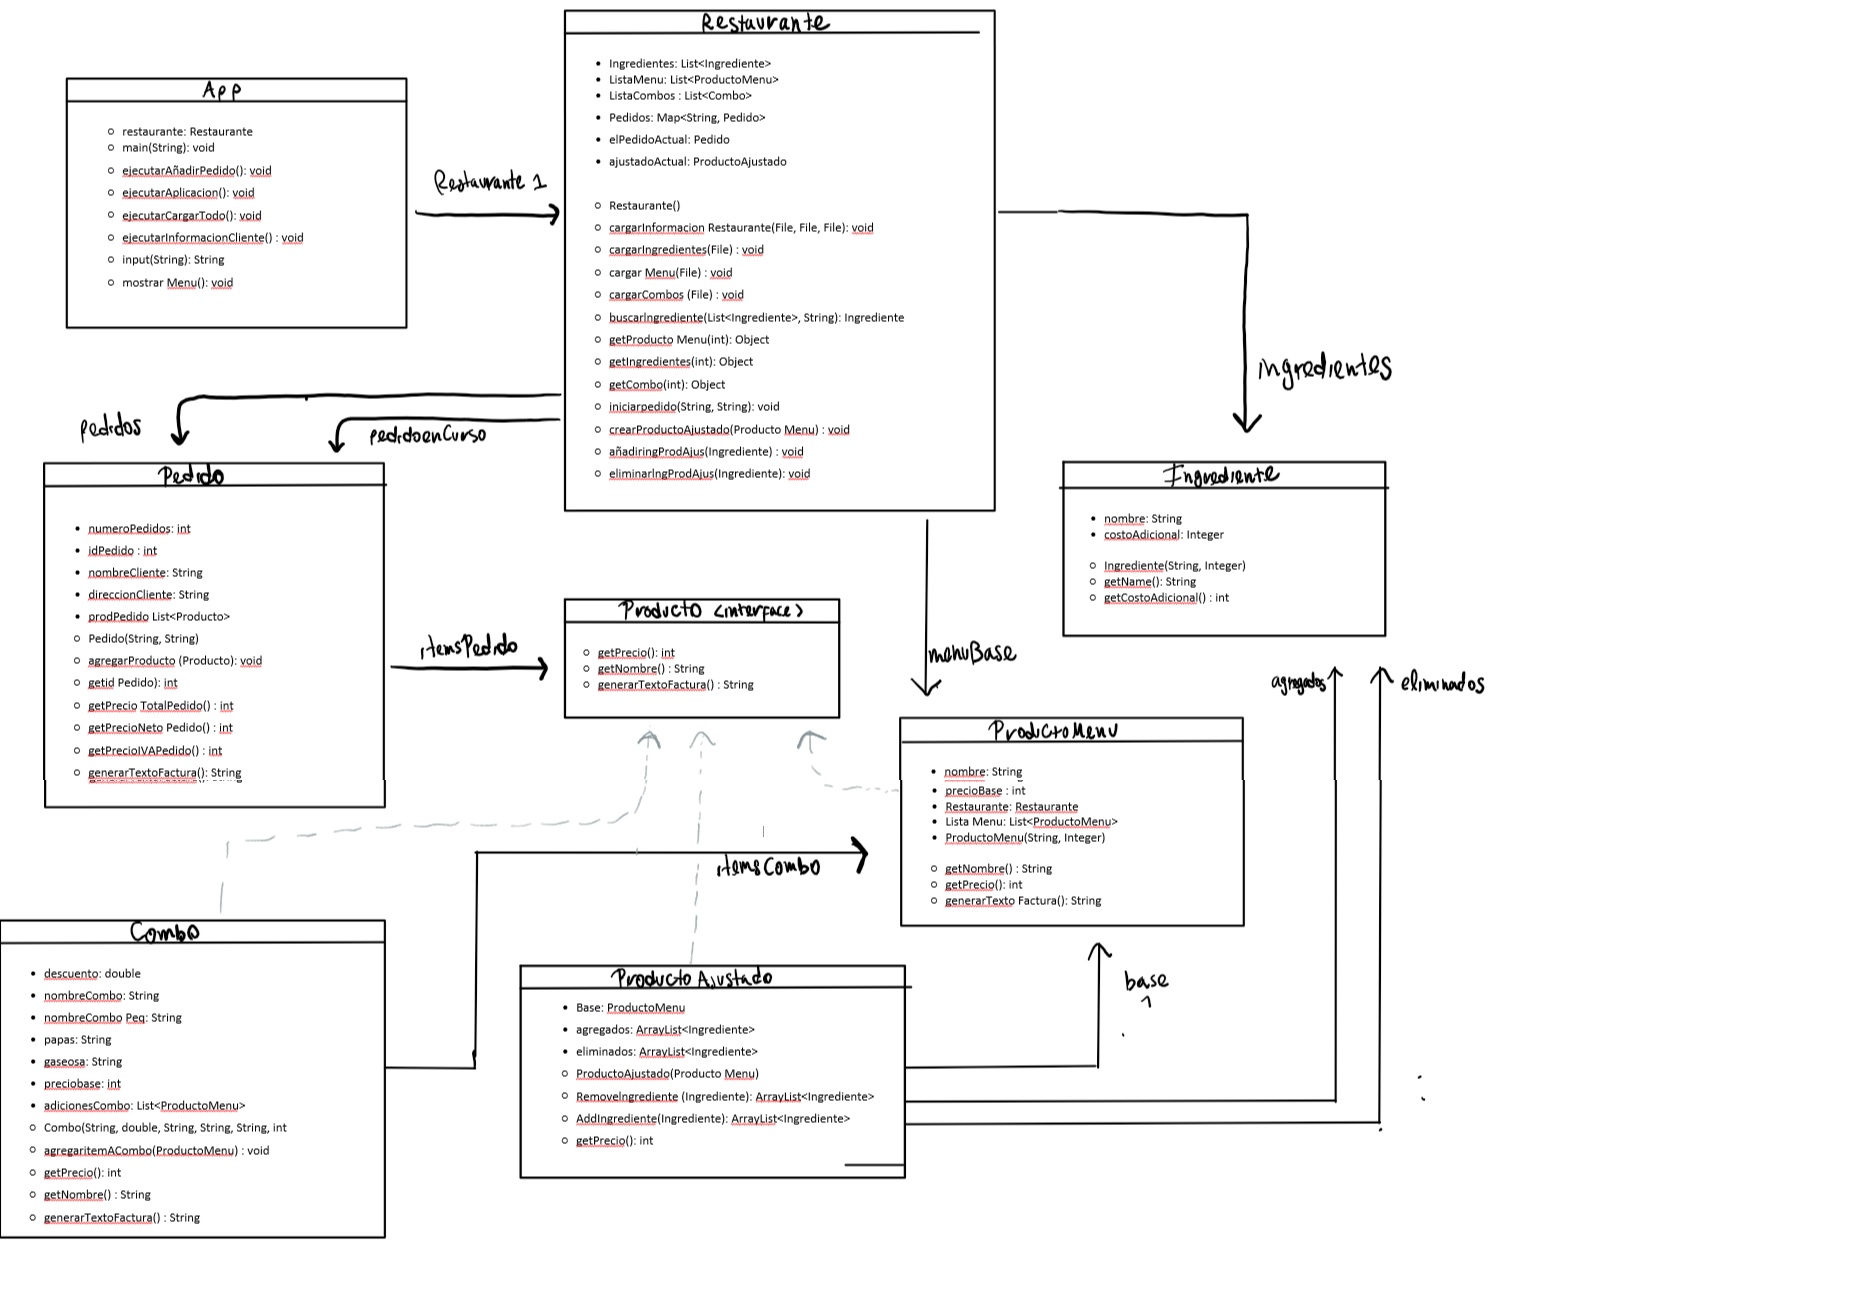 App
○ restaurante: Restaurante
○ main(String): void
○ ejecutarAñadirPedido(): void
○ ejecutarAplicacion(): void
○ ejecutarCargarTodo(): void
○ ejecutarInformacionCliente() : void
○ input(String): String
○ mostrar Menu(): void
Restaurante 1
Restaurante
• Ingredientes: List<Ingrediente>
• ListaMenu: List<ProductoMenu>
• ListaCombos : List<Combo>
• Pedidos: Map<String, Pedido>
• elPedidoActual: Pedido
• ajustadoActual: ProductoAjustado
○ Restaurante()
○ cargarInformacion Restaurante(File, File, File): void
○ cargarIngredientes(File) : void
○ cargar Menu(File) : void
○ cargarCombos (File) : void
○ buscarIngrediente(List<Ingrediente>, String): Ingrediente
○ getProducto Menu(int): Object
○ getIngredientes(int): Object
○ getCombo(int): Object
○ iniciarpedido(String, String): void
○ crearProductoAjustado(Producto Menu) : void
○ añadiringProdAjus(Ingrediente) : void
○ eliminarIngProdAjus(Ingrediente): void
ingredientes
pedidos
pedidoenCurso
Pedido
• numeroPedidos: int
• idPedido : int
• nombreCliente: String
• direccionCliente: String
• prodPedido List<Producto>
○ Pedido(String, String)
○ agregarProducto (Producto): void
○ getid Pedido): int
○ getPrecio TotalPedido() : int
○ getPrecioNeto Pedido() : int
○ getPrecioIVAPedido() : int
○ generarTextoFactura(): String
itemsPedido
Producto <interface>
○ getPrecio(): int
○ getNombre() : String
○ generarTextoFactura() : String
menuBase
Ingrediente
• nombre: String
• costoAdicional: Integer
○ Ingrediente(String, Integer)
○ getName(): String
○ getCostoAdicional() : int
agregados
eliminados
ProductoMenu
• nombre: String
• precioBase : int
• Restaurante: Restaurante
• Lista Menu: List<ProductoMenu>
• ProductoMenu(String, Integer)
○ getNombre() : String
○ getPrecio(): int
○ generarTexto Factura(): String
itemsCombo
Combo
• descuento: double
• nombreCombo: String
• nombreCombo Peq: String
• papas: String
• gaseosa: String
• preciobase: int
• adicionesCombo: List<ProductoMenu>
○ Combo(String, double, String, String, String, int
○ agregaritemACombo(ProductoMenu) : void
○ getPrecio(): int
○ getNombre() : String
○ generarTextoFactura() : String
Producto Ajustado
• Base: ProductoMenu
• agregados: ArrayList<Ingrediente>
• eliminados: ArrayList<Ingrediente>
○ ProductoAjustado(Producto Menu)
○ RemoveIngrediente (Ingrediente): ArrayList<Ingrediente>
○ AddIngrediente(Ingrediente): ArrayList<Ingrediente>
○ getPrecio(): int
base
1